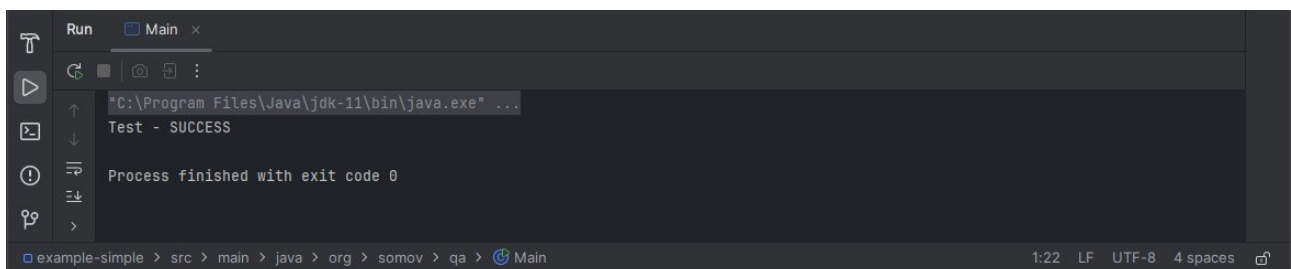 Run Main ×
"C:\Program Files\Java\jdk-11\bin\java.exe" ...
Test - SUCCESS
Process finished with exit code 0
example-simple > src > main > java > org > somov > qa > Main 1:22 LF UTF-8 4 spaces